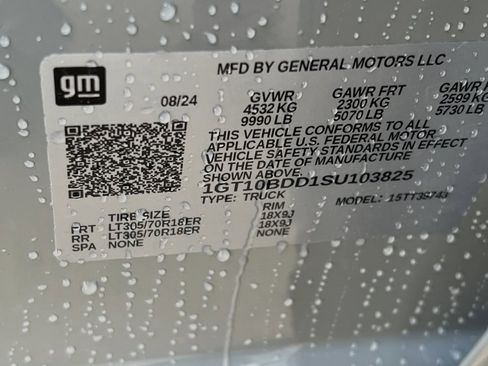 gm
MFD BY GENERAL MOTORS LLC
08/24
GVWR GAWR FRT GAWR
4532 KG 2300 KG 2599 KG
9990 LB 5070 LB 5730 LB
THIS VEHICLE CONFORMS TO ALL
APPLICABLE U.S. FEDERAL MOTOR
VEHICLE SAFETY STANDARDS IN EFFECT
ON THE DATE OF MANUFACTURE
SHOWN ABOVE.
1GT10BDD1SU103825
TYPE: TRUCK MODEL: 15TT39743
TIRE SIZE RIM
FRT LT305/70R18ER 18X9J
RR LT305/70R18ER 18X9J
SPA NONE NONE